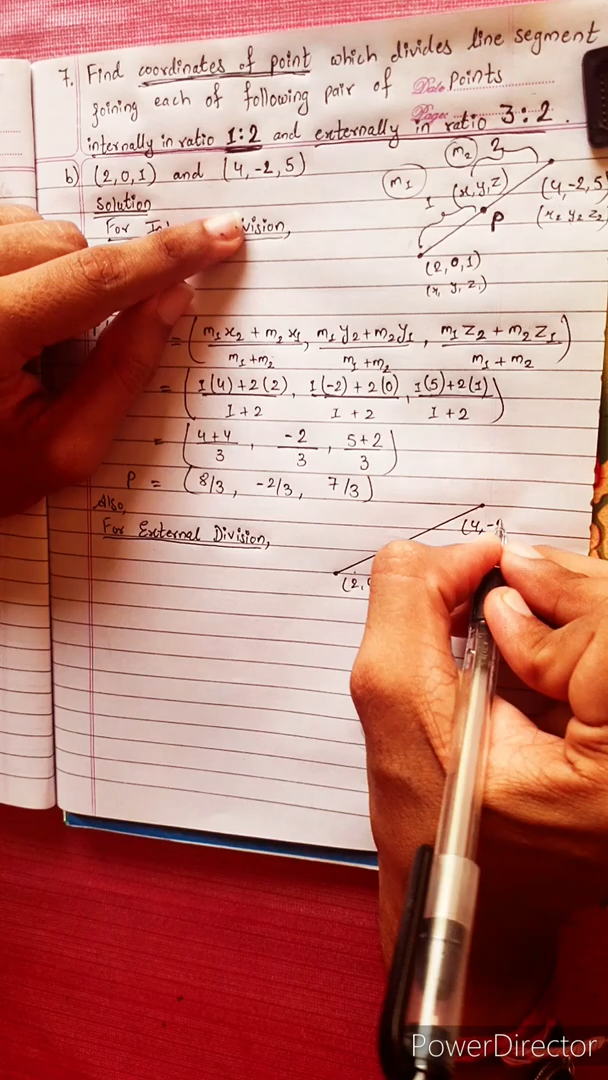 7. Find coordinates of point which divides line segment
joining each of following pair of points
Date
Page:
internally in ratio 1:2 and externally in ratio 3:2.
b) (2,0,1) and (4,-2,5)
m2 2
m1
Solution
1 (x,y,z) (4,-2,5
For
P (x2 y2 z2
(2,0,1)
(x, y, z,)
= (m1x2 + m2x1/m1+m2, m1y2+m2y1/m1+m2, m1z2 + m2z1/m1+m2)
= (1(4)+2(2)/1+2, 1(-2)+2(0)/1+2, 1(5)+2(1)/1+2)
= (4+4/3, -2/3, 5+2/3)
P = (8/3, -2/3, 7/3)
Also,
For External Division,
(4,-
(2,
PowerDirector